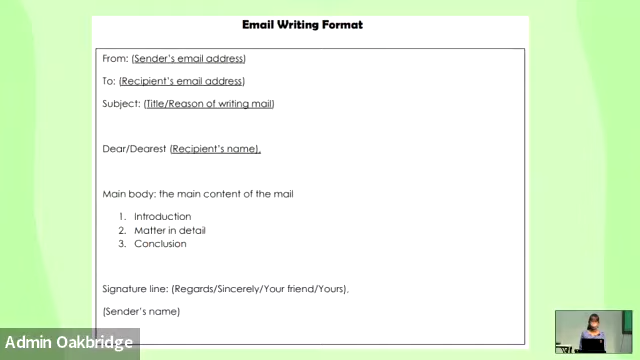 Email Writing Format
From: (Sender's email address)
To: (Recipient's email address)
Subject: (Title/Reason of writing mail)
Dear/Dearest (Recipient's name),
Main body: the main content of the mail
1. Introduction
2. Matter in detail
3. Conclusion
Signature line: (Regards/Sincerely/Your friend/Yours),
(Sender's name)
Admin Oakbridge